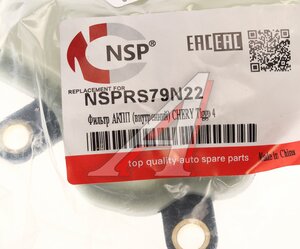 NSP®
EAC EAC
REPLACEMENT FOR
NSPRS79N22
Фильтр АКПП (внутренний) CHERY Tiggo 4
top quality auto spare parts
Made in China